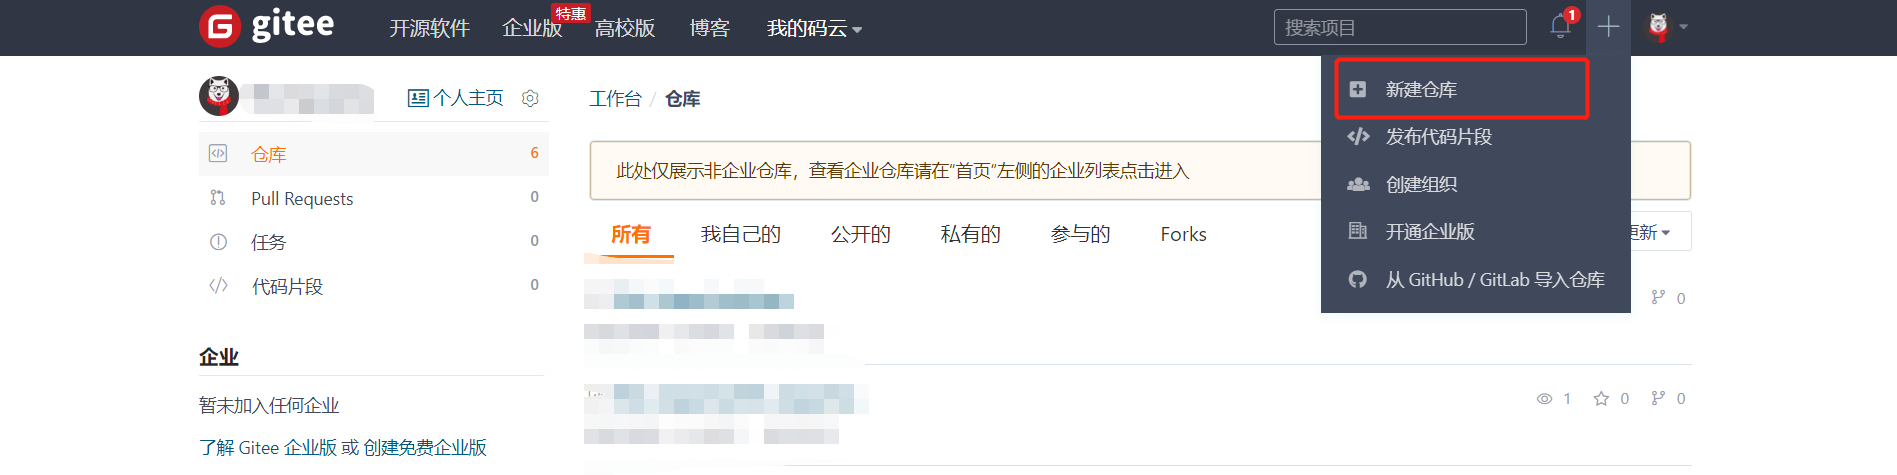 gitee 开源软件 企业版 特惠 高校版 博客 我的码云 搜索项目 1
个人主页
工作台 / 仓库
新建仓库
发布代码片段
创建组织
开通企业版
从 GitHub / GitLab 导入仓库
仓库 6
Pull Requests 0
任务 0
代码片段 0
企业
暂未加入任何企业
了解 Gitee 企业版 或 创建免费企业版
此处仅展示非企业仓库，查看企业仓库请在“首页”左侧的企业列表点击进入
所有 我自己的 公开的 私有的 参与的 Forks 更新
0
1 0 0